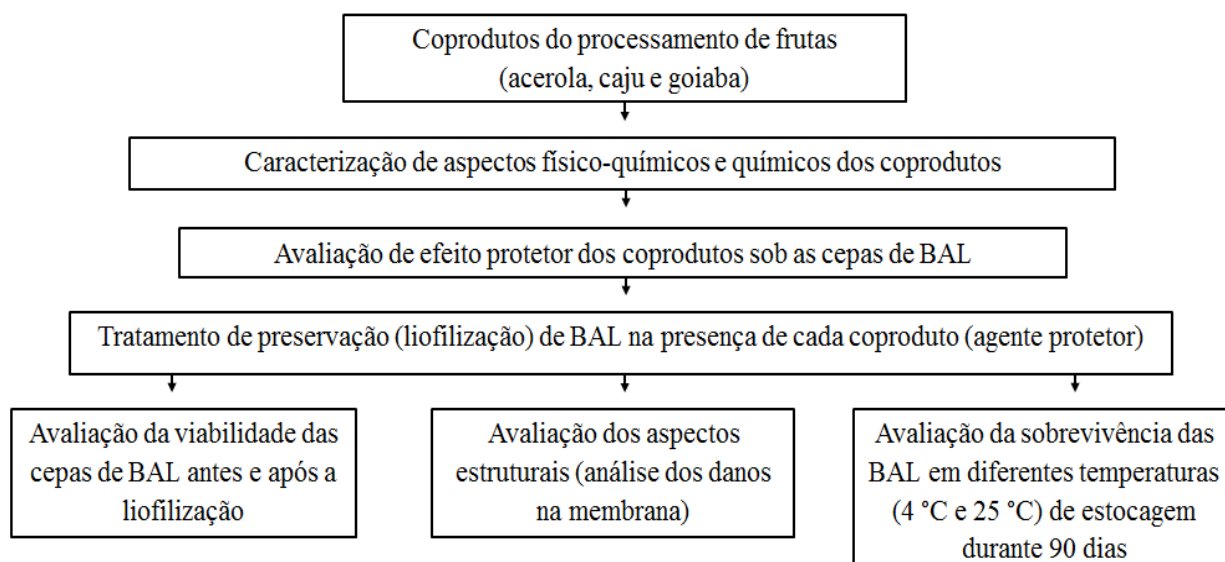 Coprodutos do processamento de frutas
(acerola, caju e goiaba)
Caracterização de aspectos físico-químicos e químicos dos coprodutos
Avaliação de efeito protetor dos coprodutos sob as cepas de BAL
Tratamento de preservação (liofilização) de BAL na presença de cada coproduto (agente protetor)
Avaliação da viabilidade das
cepas de BAL antes e após a
liofilização
Avaliação dos aspectos
estruturais (análise dos danos
na membrana)
Avaliação da sobrevivência das
BAL em diferentes temperaturas
(4 °C e 25 °C) de estocagem
durante 90 dias